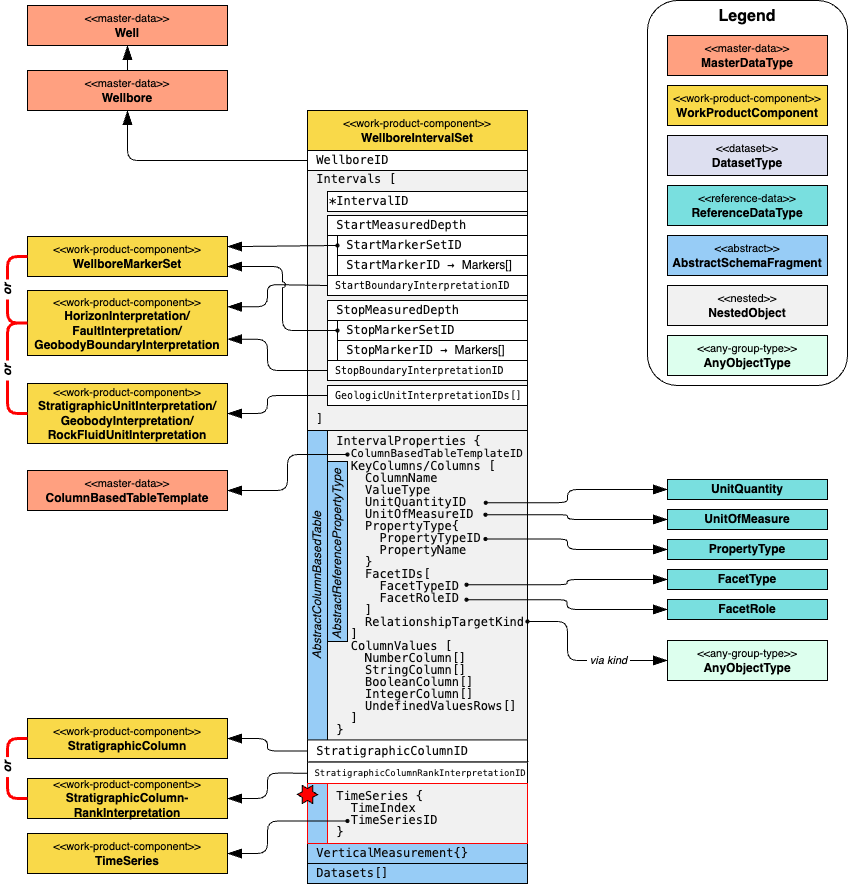 <<master-data>>
Well
<<master-data>>
Wellbore
<<work-product-component>>
WellboreMarkerSet
<<work-product-component>>
HorizonInterpretation/
FaultInterpretation/
GeobodyBoundaryInterpretation
<<work-product-component>>
StratigraphicUnitInterpretation/
GeobodyInterpretation/
RockFluidUnitInterpretation
or
or
<<master-data>>
ColumnBasedTableTemplate
<<work-product-component>>
StratigraphicColumn
<<work-product-component>>
StratigraphicColumn-
RankInterpretation
or
<<work-product-component>>
TimeSeries
<<work-product-component>>
WellboreIntervalSet
WellboreID
Intervals [
*IntervalID
StartMeasuredDepth
StartMarkerSetID
StartMarkerID → Markers[]
StartBoundaryInterpretationID
StopMeasuredDepth
StopMarkerSetID
StopMarkerID → Markers[]
StopBoundaryInterpretationID
GeologicUnitInterpretationIDs[]
]
AbstractColumnBasedTable
AbstractReferencePropertyType
IntervalProperties {
ColumnBasedTableTemplateID
KeyColumns/Columns [
ColumnName
ValueType
UnitQuantityID
UnitOfMeasureID
PropertyType{
PropertyTypeID
PropertyName
}
FacetIDs[
FacetTypeID
FacetRoleID
]
RelationshipTargetKind
]
ColumnValues [
NumberColumn[]
StringColumn[]
BooleanColumn[]
IntegerColumn[]
UndefinedValuesRows[]
]
}
StratigraphicColumnID
StratigraphicColumnRankInterpretationID
TimeSeries {
TimeIndex
TimeSeriesID
}
VerticalMeasurement{}
Datasets[]
Legend
<<master-data>>
MasterDataType
<<work-product-component>>
WorkProductComponent
<<dataset>>
DatasetType
<<reference-data>>
ReferenceDataType
<<abstract>>
AbstractSchemaFragment
<<nested>>
NestedObject
<<any-group-type>>
AnyObjectType
UnitQuantity
UnitOfMeasure
PropertyType
FacetType
FacetRole
via kind
<<any-group-type>>
AnyObjectType